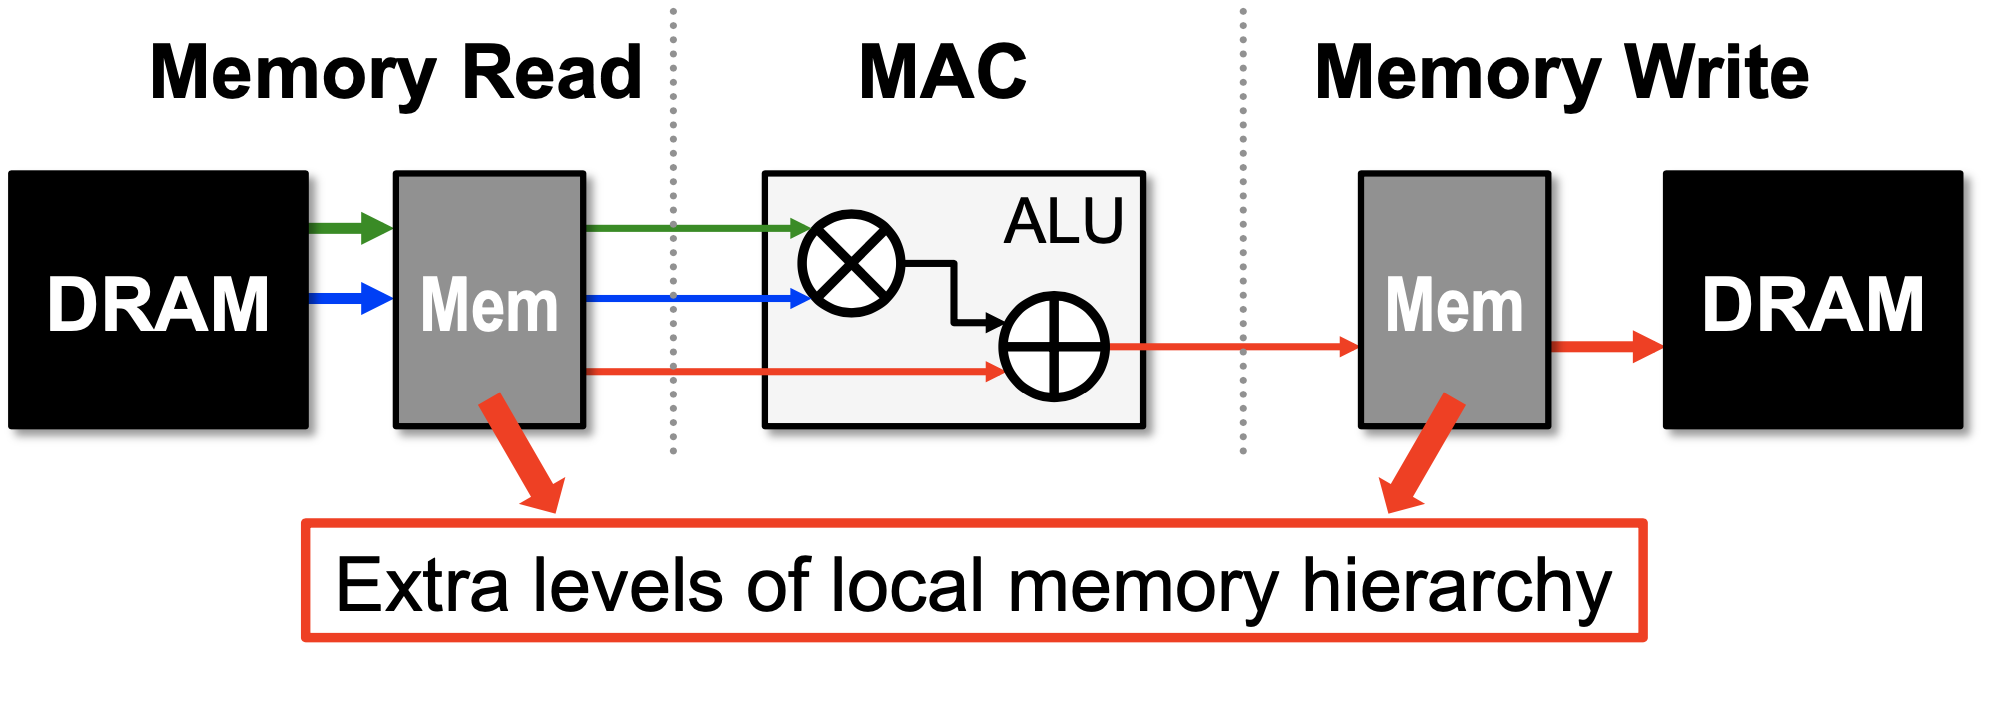 Memory Read
MAC
Memory Write
DRAM
Mem
ALU
Mem
DRAM
Extra levels of local memory hierarchy